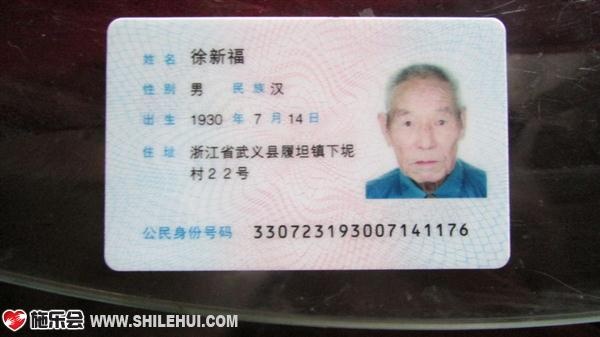 姓名 徐新福
性别 男 民族 汉
出生 1930 年 7 月 14 日
住址 浙江省武义县履坦镇下坭
村22号
公民身份号码 330723193007141176
施乐会 WWW.SHILEHUI.COM